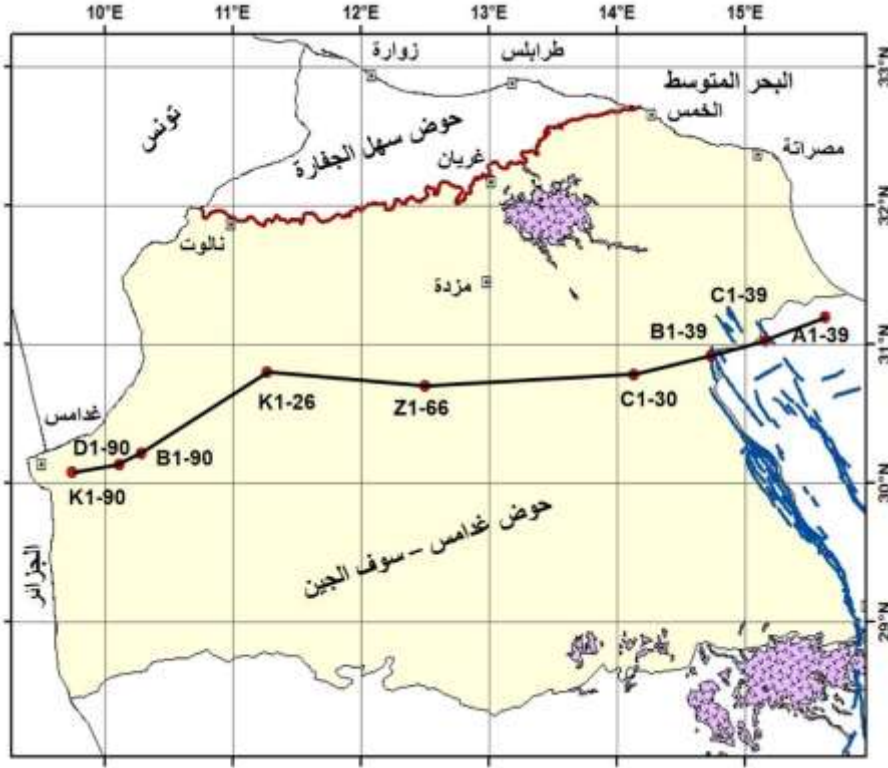 10°E 11°E 12°E 13°E 14°E 15°E
33°N
زوارة
طرابلس
البحر المتوسط
الخمس
تونس
حوض سهل الجفارة
غريان
مصراتة
32°N
نالوت
مزدة
C1-39
B1-39
A1-39
31°N
K1-26
Z1-66
C1-30
غدامس
D1-90
B1-90
K1-90
30°N
حوض غدامس – سوف الجين
الجزائر
29°N